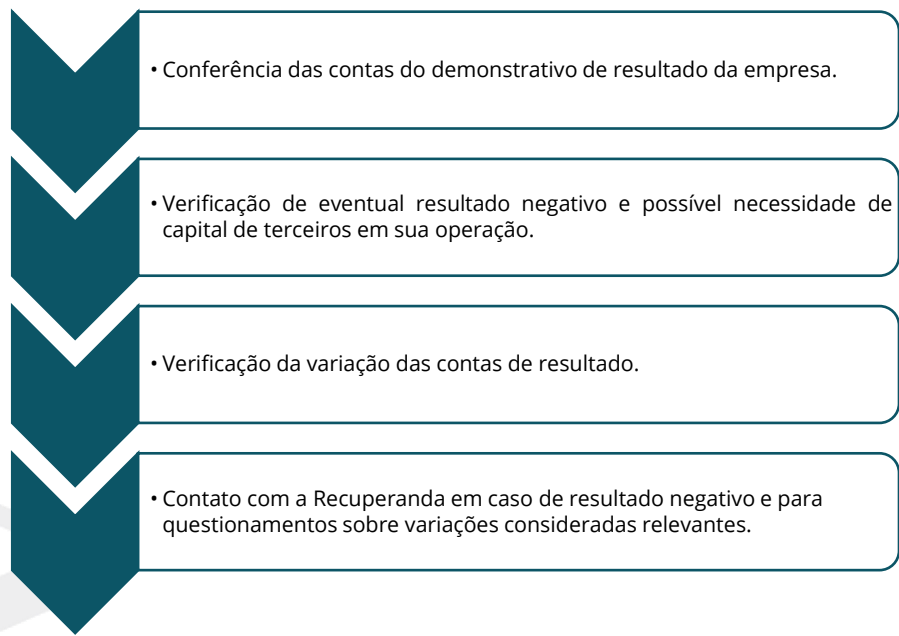 • Conferência das contas do demonstrativo de resultado da empresa.
• Verificação de eventual resultado negativo e possível necessidade de
capital de terceiros em sua operação.
• Verificação da variação das contas de resultado.
• Contato com a Recuperanda em caso de resultado negativo e para
questionamentos sobre variações consideradas relevantes.